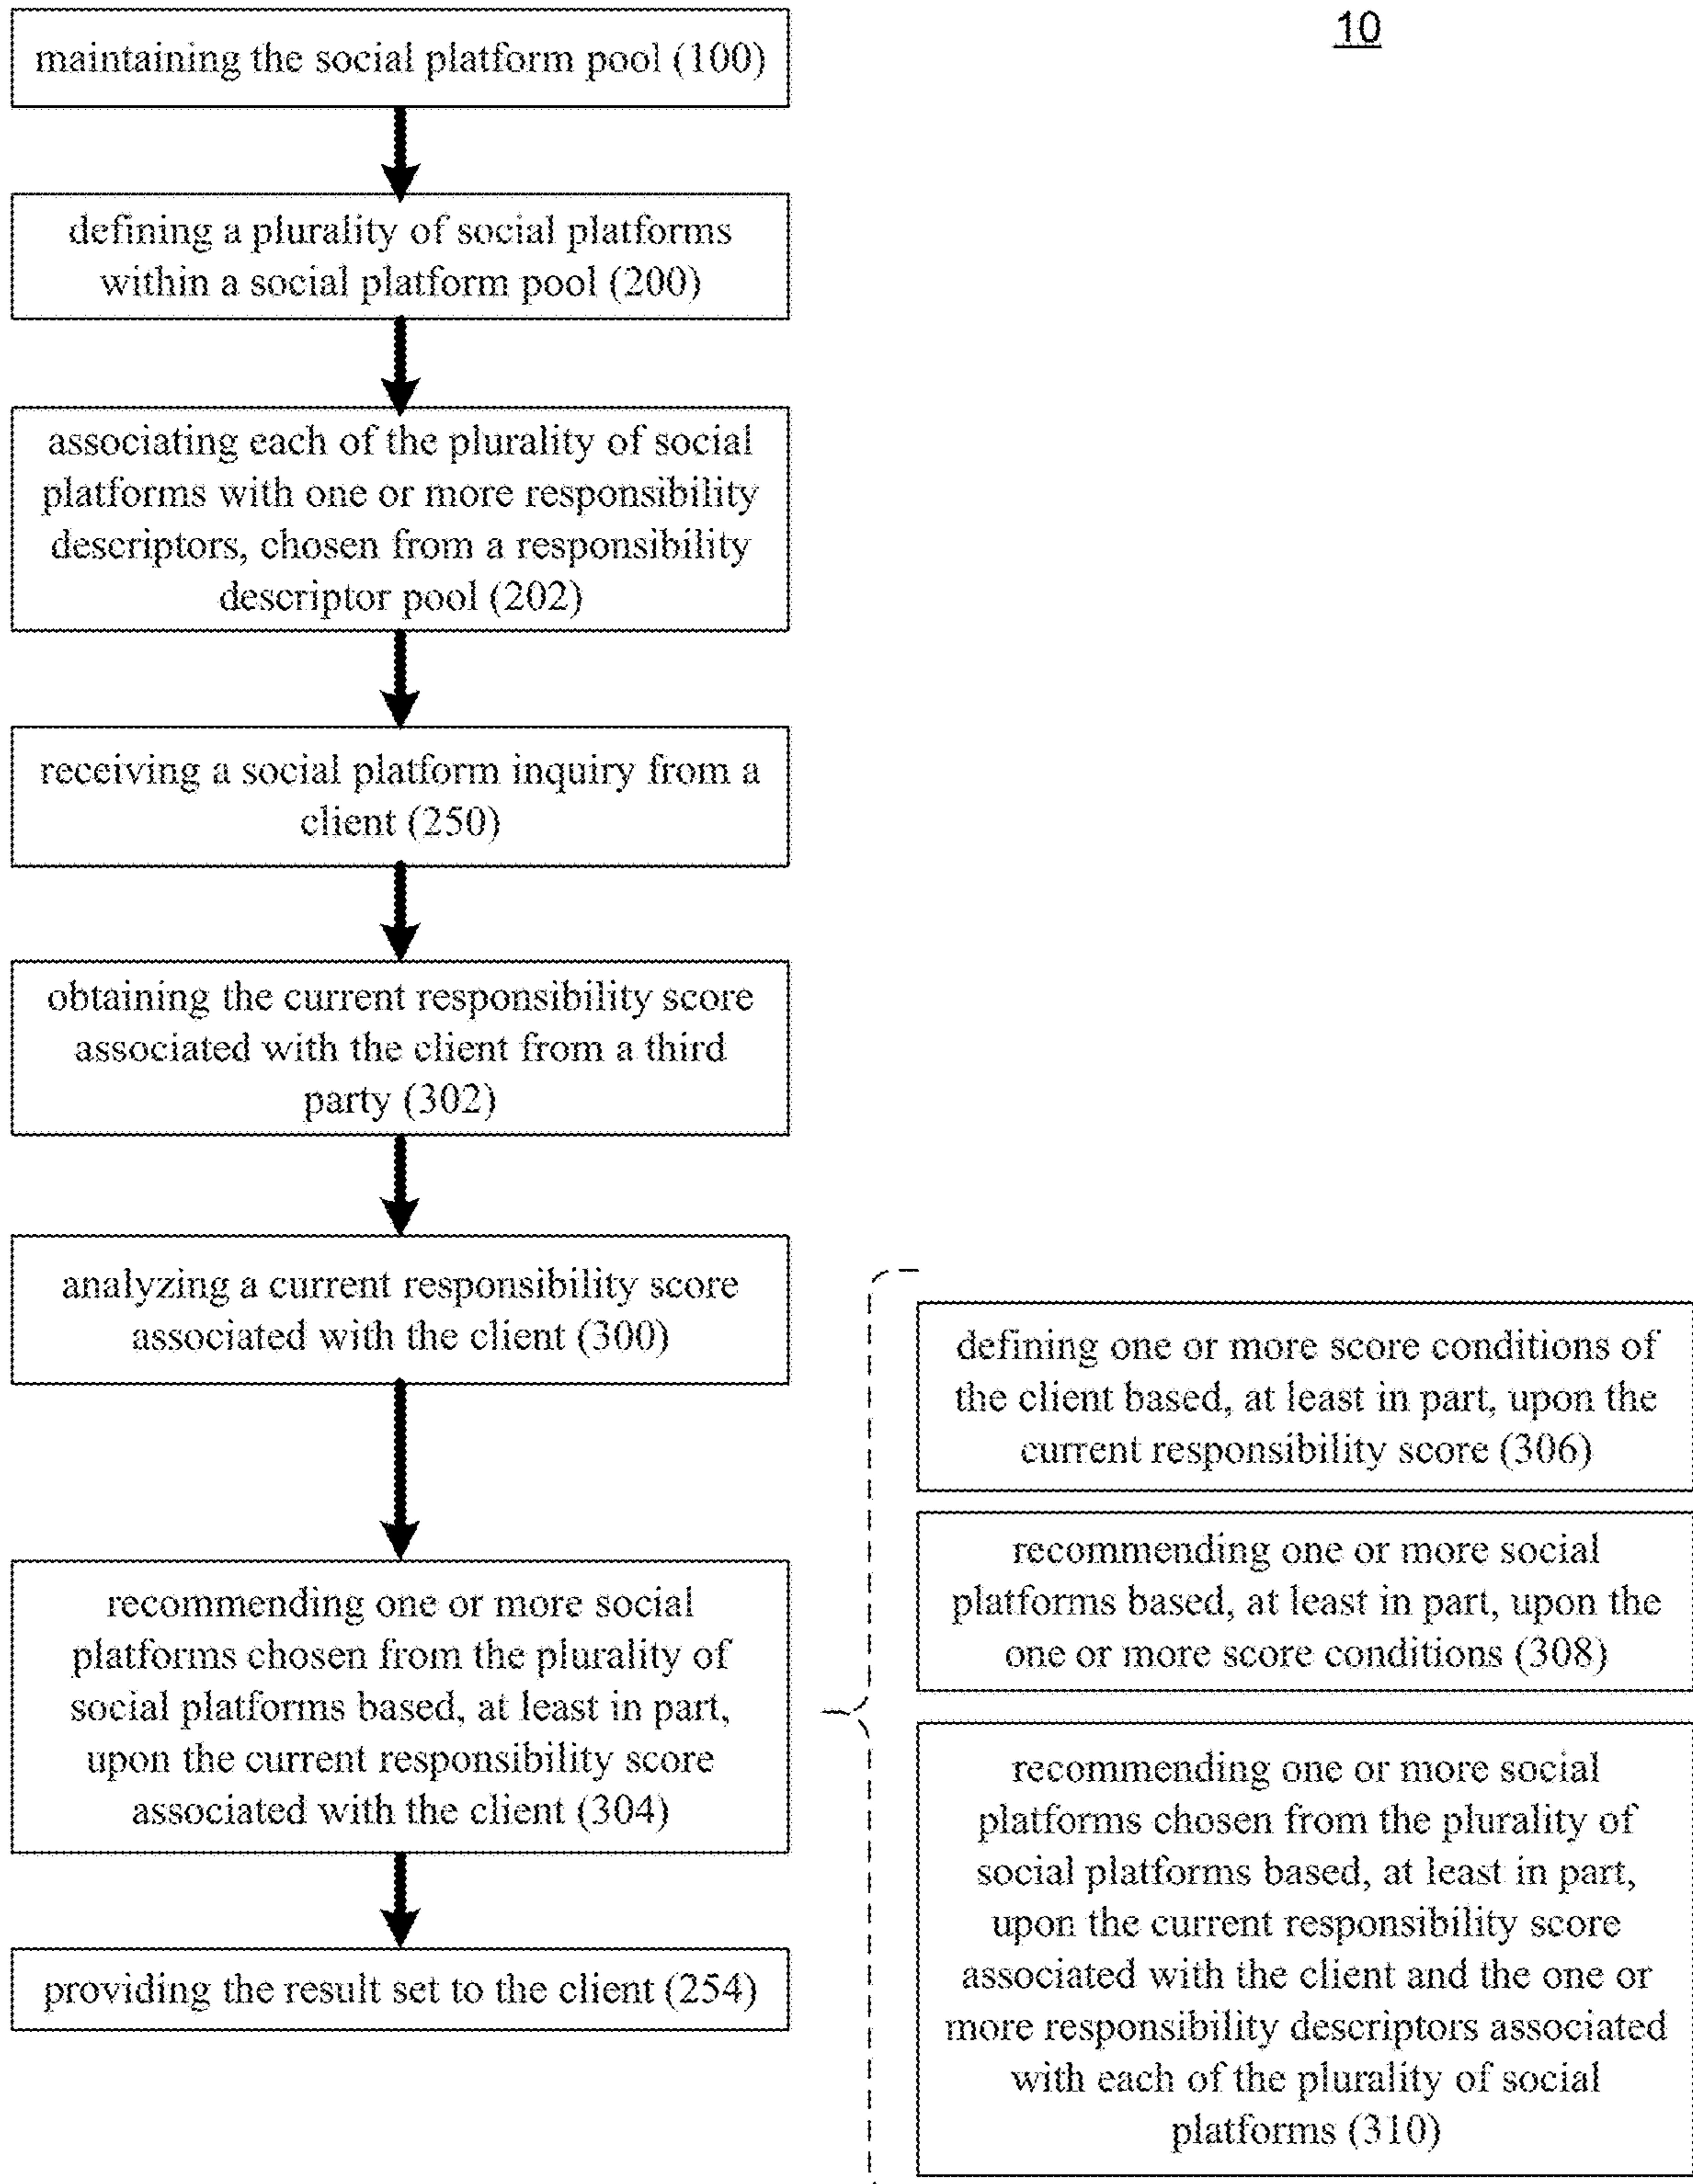 10
maintaining the social platform pool (100)
defining a plurality of social platforms
within a social platform pool (200)
associating each of the plurality of social
platforms with one or more responsibility
descriptors, chosen from a responsibility
descriptor pool (202)
receiving a social platform inquiry from a
client (250)
obtaining the current responsibility score
associated with the client from a third
party (302)
analyzing a current responsibility score
associated with the client (300)
recommending one or more social
platforms chosen from the plurality of
social platforms based, at least in part,
upon the current responsibility score
associated with the client (304)
providing the result set to the client (254)
defining one or more score conditions of
the client based, at least in part, upon the
current responsibility score (306)
recommending one or more social
platforms based, at least in part, upon the
one or more score conditions (308)
recommending one or more social
platforms chosen from the plurality of
social platforms based, at least in part,
upon the current responsibility score
associated with the client and the one or
more responsibility descriptors associated
with each of the plurality of social
platforms (310)